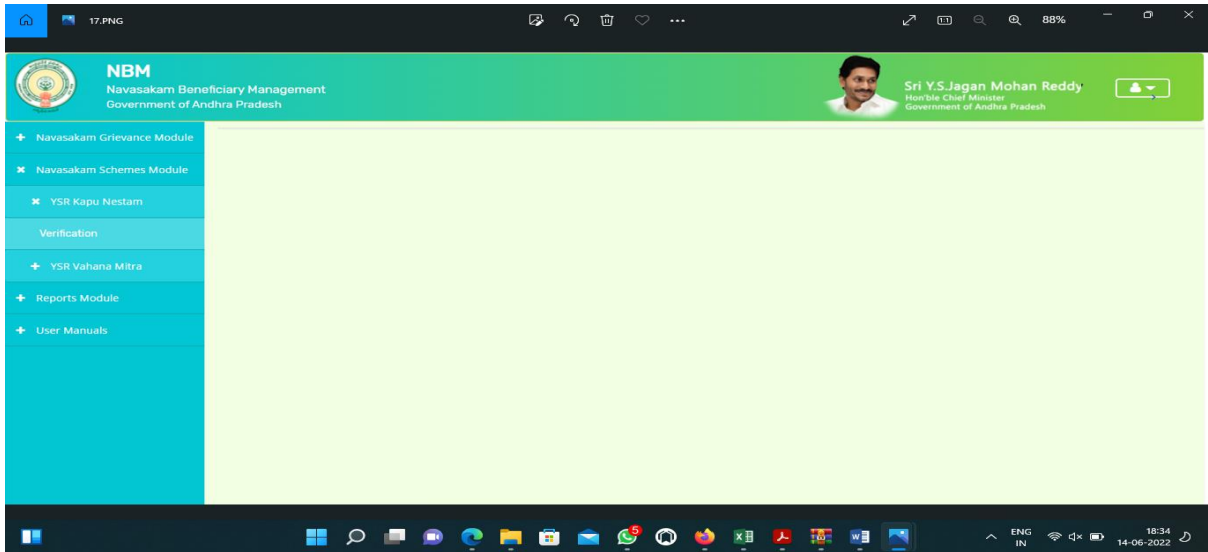 17.PNG
88%
NBM
Navasakam Beneficiary Management
Government of Andhra Pradesh
Sri Y.S.Jagan Mohan Reddy
Hon'ble Chief Minister
Government of Andhra Pradesh
Navasakam Grievance Module
Navasakam Schemes Module
YSR Kapu Nestam
Verification
YSR Vahana Mitra
Reports Module
User Manuals
5
ENG
IN
18:34
14-06-2022